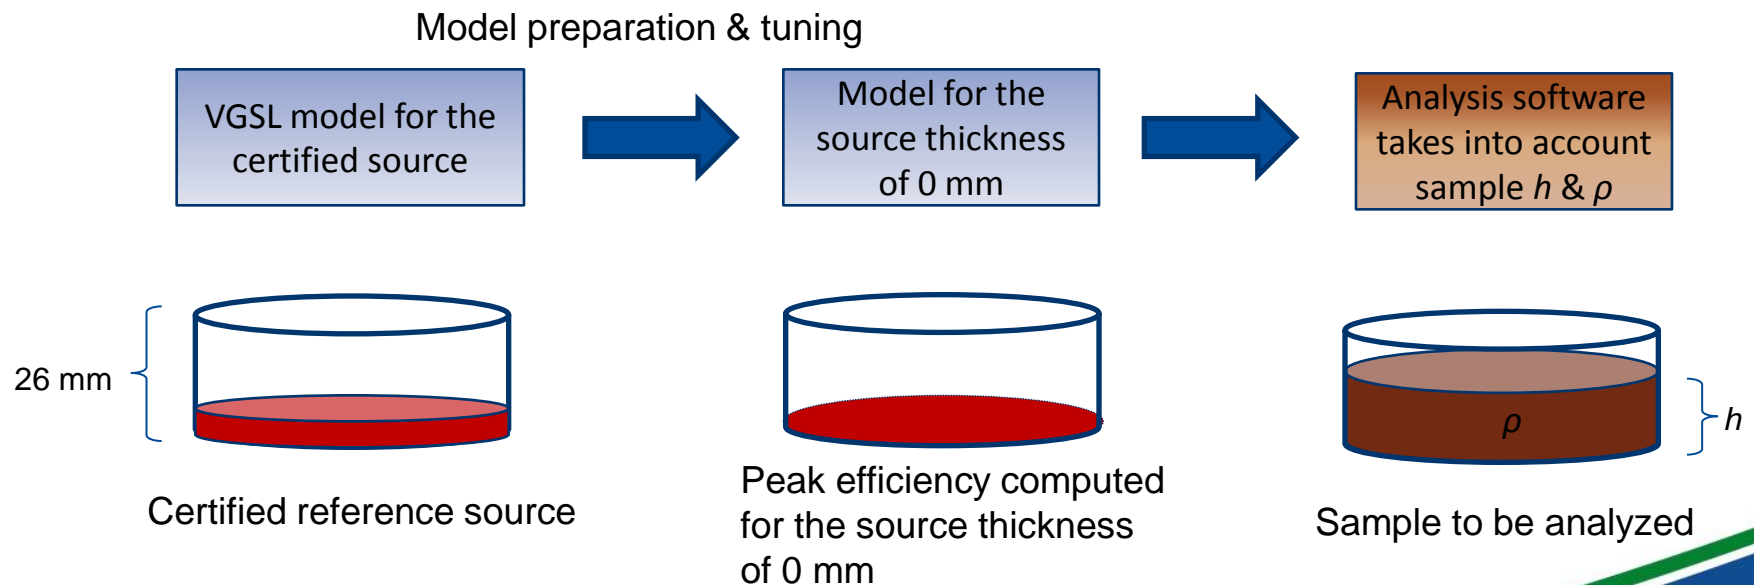 Model preparation & tuning
VGSL model for the
certified source
Model for the
source thickness
of 0 mm
Analysis software
takes into account
sample h & ρ
26 mm
ρ
h
Certified reference source
Peak efficiency computed
for the source thickness
of 0 mm
Sample to be analyzed